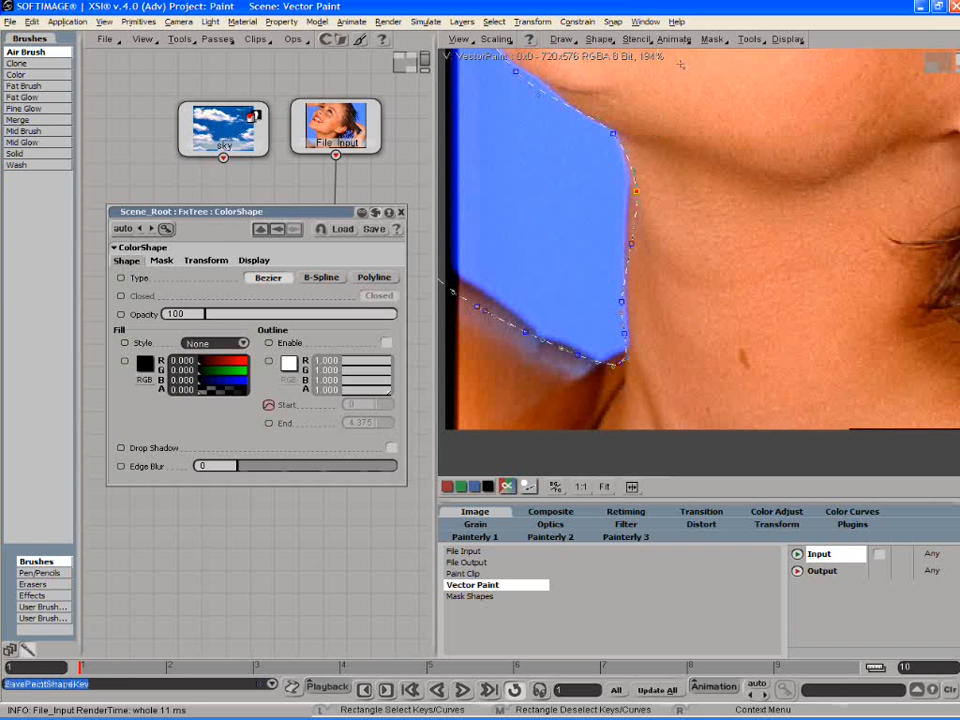 SOFTIMAGE® | XSI® v.4.0 (Adv) Project: Paint Scene: Vector Paint
File Edit Application View Primitives Camera Light Material Property Model Animate Render Simulate Layers Select Transform Constrain Snap Window Help
Brushes
Air Brush
Clone
Color
Fat Brush
Fat Glow
Fine Glow
Merge
Mid Brush
Mid Glow
Solid
Wash
File View Tools Passes Clips Ops
sky
File_Input
Scene_Root: FxTree : ColorShape
auto Load Save ?
ColorShape
Shape Mask Transform Display
Type Bezier B-Spline Polyline
Closed Closed
Opacity 100
Fill Outline
Style None Enable
R 0.000 R 1.000
G 0.000 G 1.000
RGB B 0.000 RGB B 1.000
A 0.000 A 1.000
Start 0
End 4.375
Drop Shadow
Edge Blur 0
View Scaling ? Draw Shape Stencil Animate Mask Tools Display
V: VectorPaint : 0x0 - 720x576 RGBA 8 Bit, 194%
1:1 Fit
Image Composite Retiming Transition Color Adjust Color Curves
Grain Optics Filter Distort Transform Plugins
Painterly 1 Painterly 2 Painterly 3
File Input
File Output
Paint Clip
Vector Paint
Mask Shapes
Input Any
Output Any
Brushes
Pen/Pencils
Erasers
Effects
User Brush...
User Brush...
1 1 2 3 4 5 6 7 8 9 10
Playback 1 All Update All Animation auto Clr
INFO: File_Input RenderTime: whole 11 ms L Rectangle Select Keys/Curves M Rectangle Deselect Keys/Curves R Context Menu